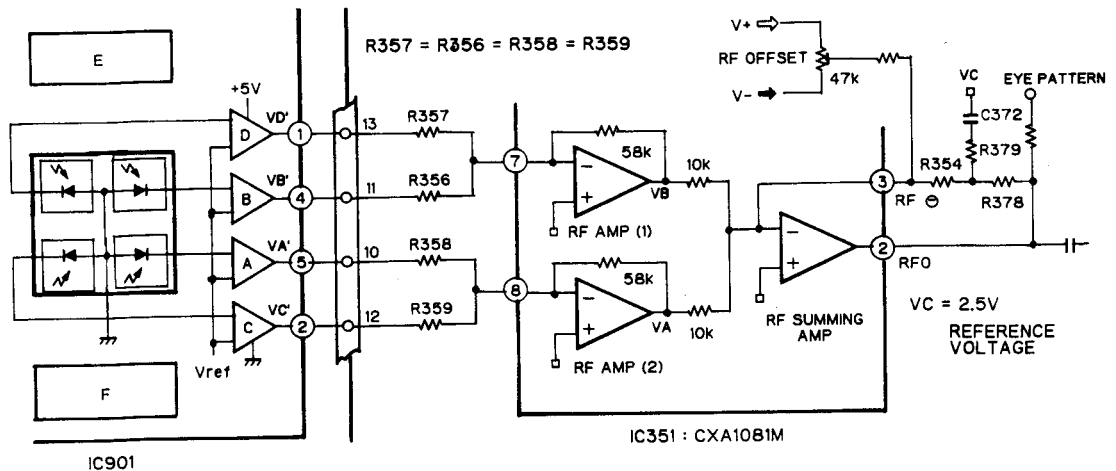 E
R357 = R356 = R358 = R359
V+
RF OFFSET
47k
V-
VC
EYE PATTERN
C372
R379
R354
R378
+5V
VD'
D
1
13
R357
7
58k
10k
VB
RF AMP (1)
3
RF ⊖
VB'
B
4
11
R356
VA'
A
5
10
R358
8
58k
10k
VA
RF AMP (2)
2
RFO
RF SUMMING
AMP
VC'
C
2
12
R359
VC = 2.5V
REFERENCE
VOLTAGE
Vref
F
IC901
IC351 : CXA1081M